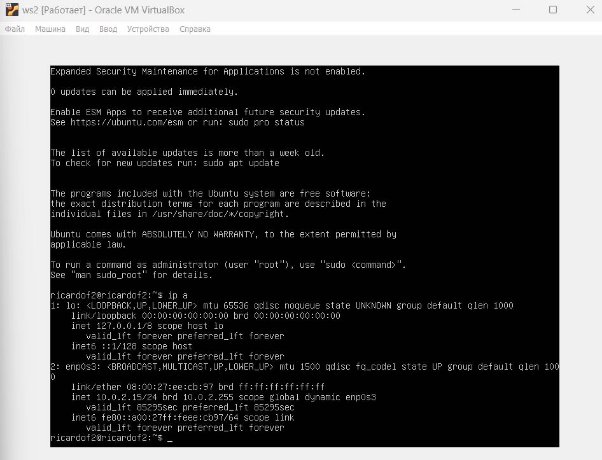 ws2 [Работает] - Oracle VM VirtualBox
Файл Машина Вид Ввод Устройства Справка
Expanded Security Maintenance for Applications is not enabled.
0 updates can be applied immediately.
Enable ESM Apps to receive additional future security updates.
See https://ubuntu.com/esm or run: sudo pro status
The list of available updates is more than a week old.
To check for new updates run: sudo apt update
The programs included with the Ubuntu system are free software;
the exact distribution terms for each program are described in the
individual files in /usr/share/doc/*/copyright.
Ubuntu comes with ABSOLUTELY NO WARRANTY, to the extent permitted by
applicable law.
To run a command as administrator (user "root"), use "sudo <command>".
See "man sudo_root" for details.
ricardof2@ricardof2:~$ ip a
1: lo: <LOOPBACK,UP,LOWER_UP> mtu 65536 qdisc noqueue state UNKNOWN group default qlen 1000
link/loopback 00:00:00:00:00:00 brd 00:00:00:00:00:00
inet 127.0.0.1/8 scope host lo
valid_lft forever preferred_lft forever
inet6 ::1/128 scope host
valid_lft forever preferred_lft forever
2: enp0s3: <BROADCAST,MULTICAST,UP,LOWER_UP> mtu 1500 qdisc fq_codel state UP group default qlen 100
0
link/ether 08:00:27:ee:cb:97 brd ff:ff:ff:ff:ff:ff
inet 10.0.2.15/24 brd 10.0.2.255 scope global dynamic enp0s3
valid_lft 85295sec preferred_lft 85295sec
inet6 fe80::a00:27ff:feee:cb97/64 scope link
valid_lft forever preferred_lft forever
ricardof2@ricardof2:~$ _